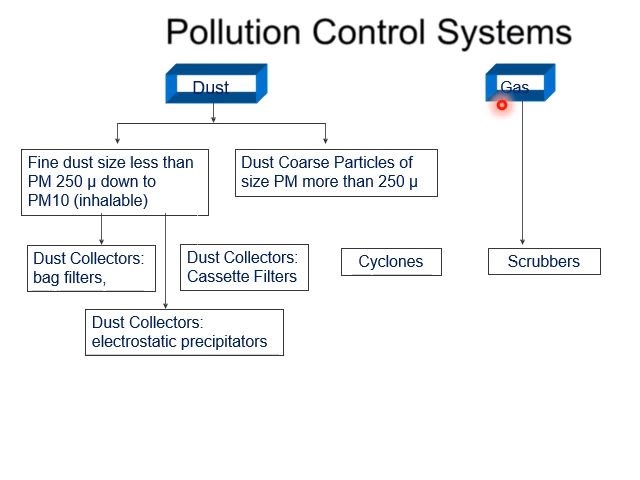 Pollution Control Systems
Dust
Gas
Fine dust size less than
PM 250 µ down to
PM10 (inhalable)
Dust Coarse Particles of
size PM more than 250 µ
Dust Collectors:
bag filters,
Dust Collectors:
Cassette Filters
Cyclones
Scrubbers
Dust Collectors:
electrostatic precipitators